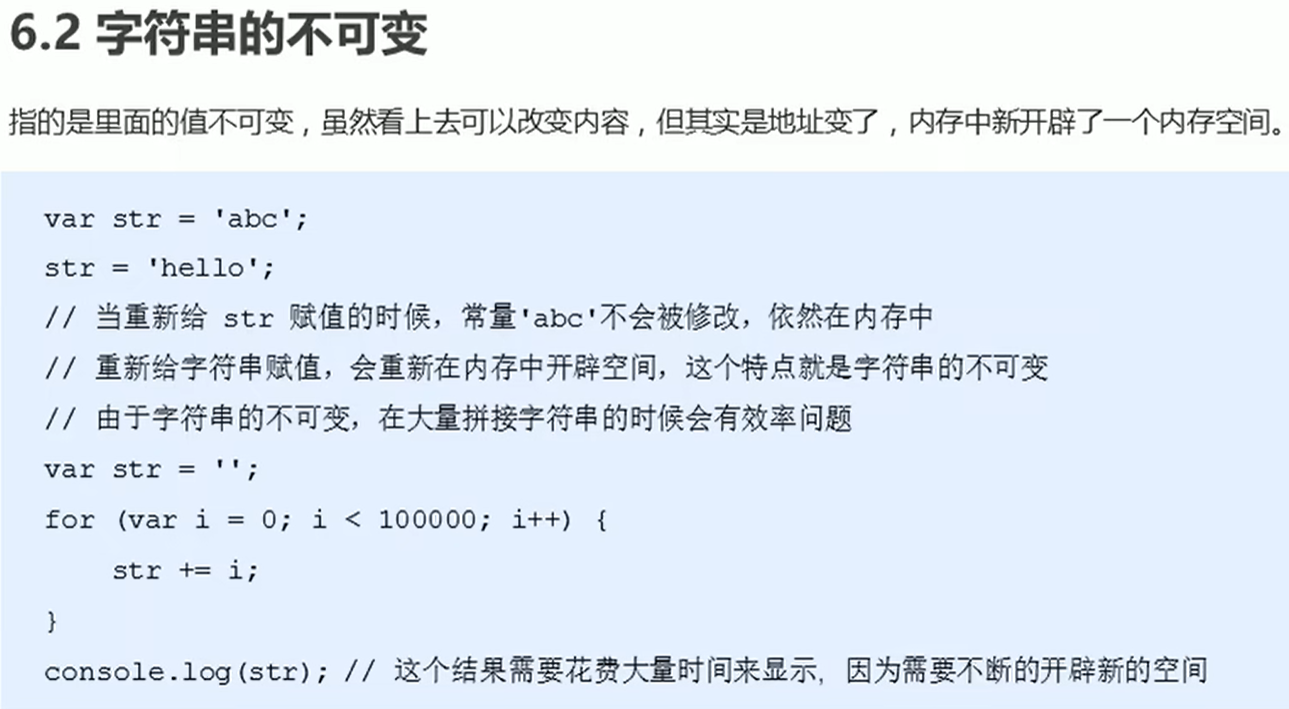 6.2 字符串的不可变
指的是里面的值不可变，虽然看上去可以改变内容，但其实是地址变了，内存中新开辟了一个内存空间。
var str = 'abc';
str = 'hello';
// 当重新给 str 赋值的时候，常量'abc'不会被修改，依然在内存中
// 重新给字符串赋值，会重新在内存中开辟空间，这个特点就是字符串的不可变
// 由于字符串的不可变，在大量拼接字符串的时候会有效率问题
var str = '';
for (var i = 0; i < 100000; i++) {
    str += i;
}
console.log(str); // 这个结果需要花费大量时间来显示，因为需要不断的开辟新的空间